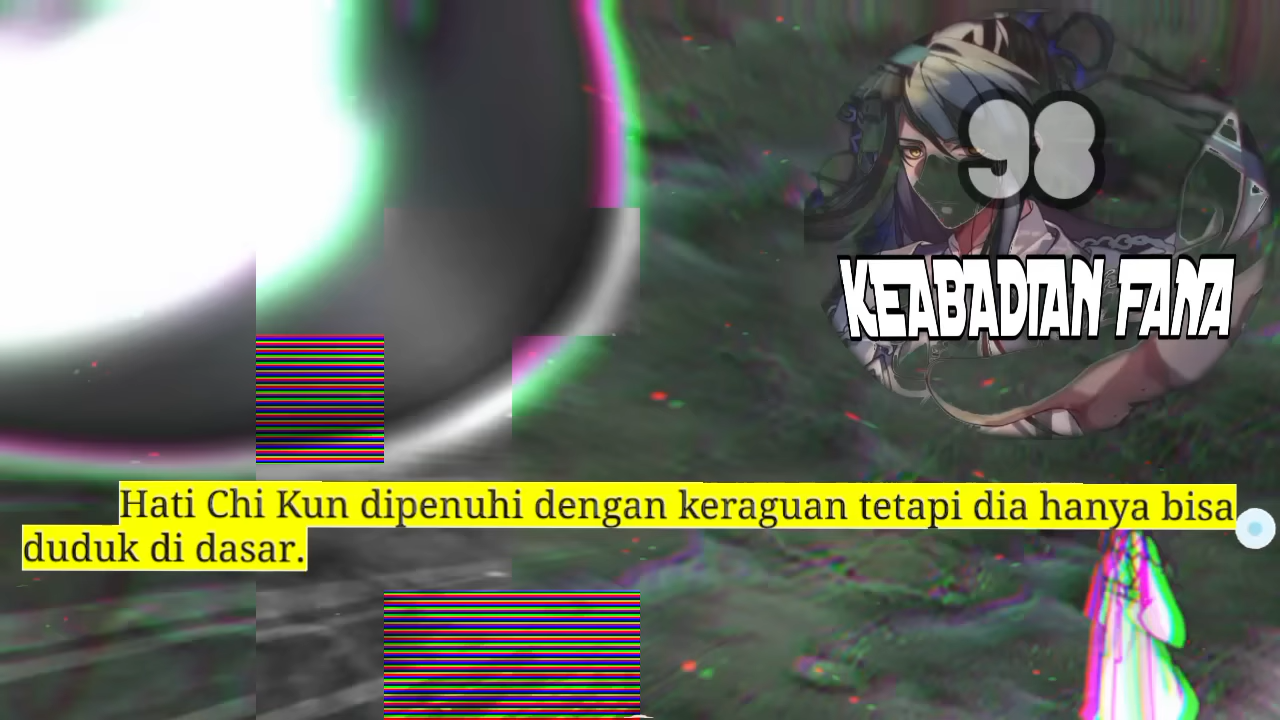 98
KEABADIAN FANA
Hati Chi Kun dipenuhi dengan keraguan tetapi dia hanya bisa
duduk di dasar.